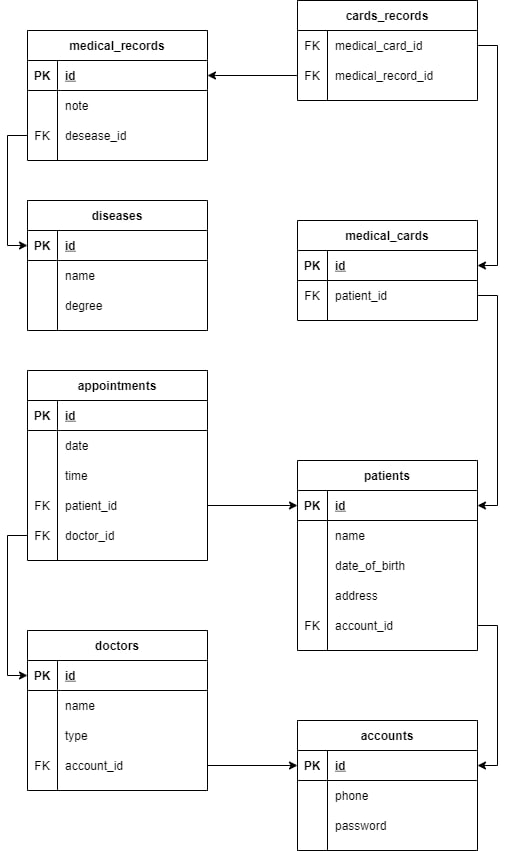 cards_records
FK medical_card_id
FK medical_record_id
medical_records
PK id
note
FK desease_id
diseases
PK id
name
degree
medical_cards
PK id
FK patient_id
appointments
PK id
date
time
FK patient_id
FK doctor_id
patients
PK id
name
date_of_birth
address
FK account_id
doctors
PK id
name
type
FK account_id
accounts
PK id
phone
password